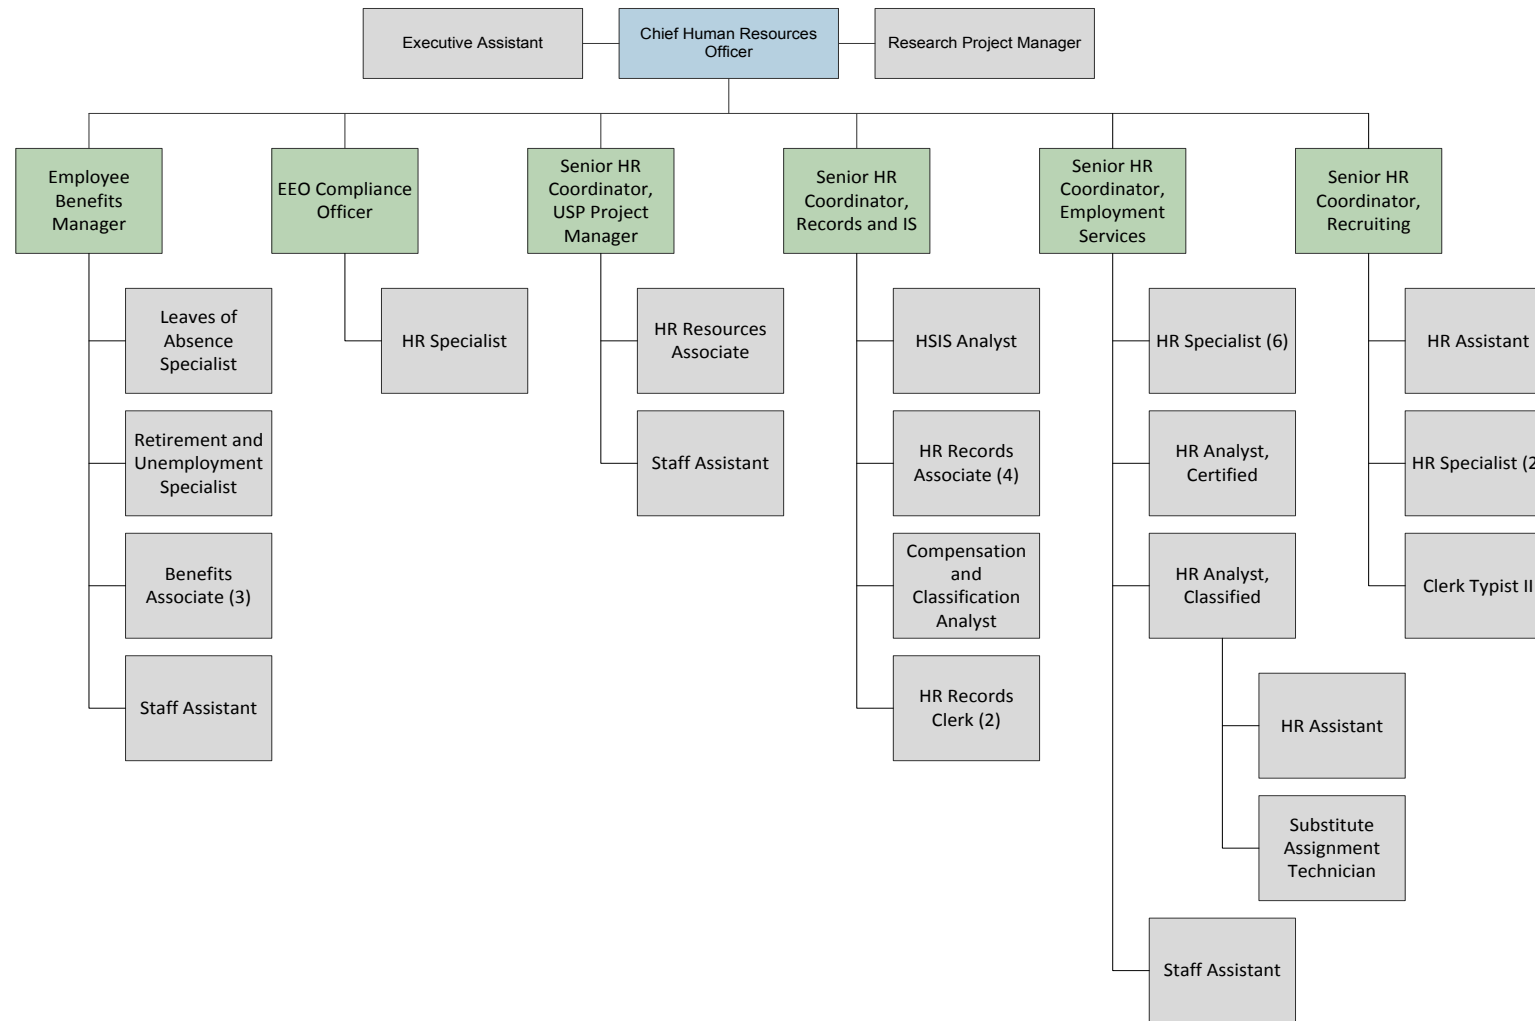 Executive Assistant
Chief Human Resources
Officer
Research Project Manager
Employee
Benefits
Manager
EEO Compliance
Officer
Senior HR
Coordinator,
USP Project
Manager
Senior HR
Coordinator,
Records and IS
Senior HR
Coordinator,
Employment
Services
Senior HR
Coordinator,
Recruiting
Leaves of
Absence
Specialist
Retirement and
Unemployment
Specialist
Benefits
Associate (3)
Staff Assistant
HR Specialist
HR Resources
Associate
Staff Assistant
HSIS Analyst
HR Records
Associate (4)
Compensation
and
Classification
Analyst
HR Records
Clerk (2)
HR Specialist (6)
HR Analyst,
Certified
HR Analyst,
Classified
HR Assistant
Substitute
Assignment
Technician
Staff Assistant
HR Assistant
HR Specialist (2
Clerk Typist II